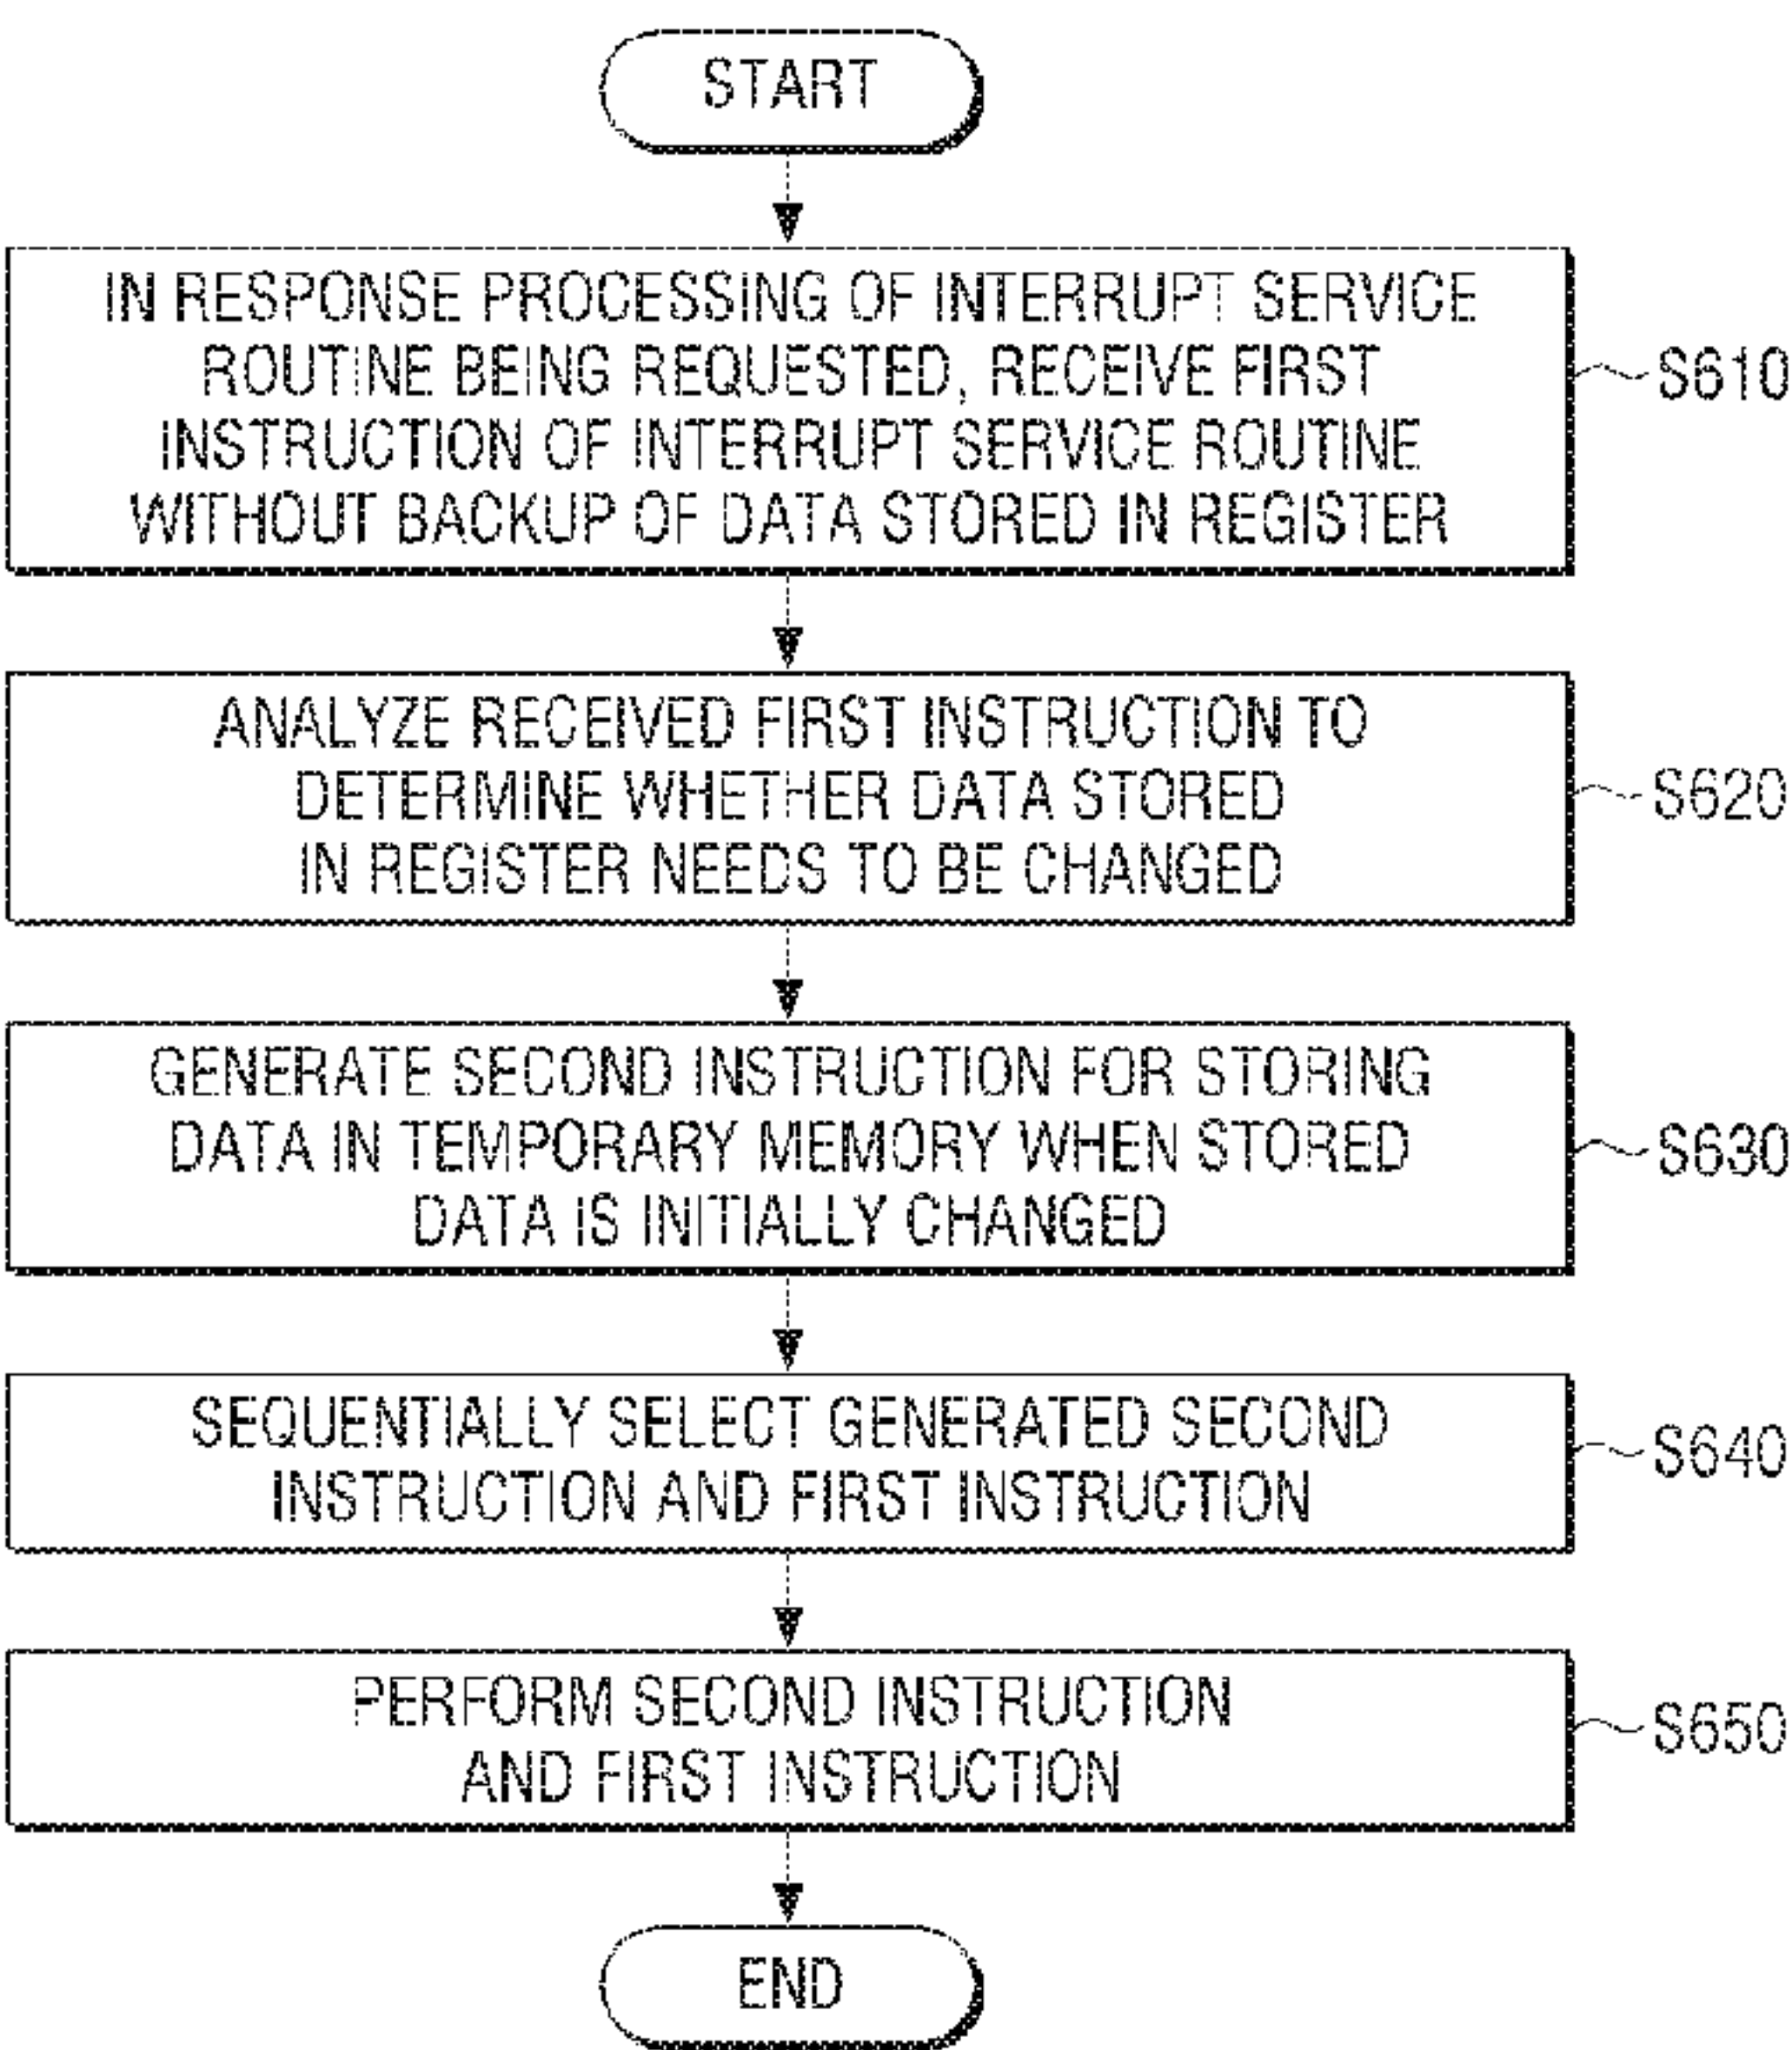 START
IN RESPONSE PROCESSING OF INTERRUPT SERVICE
ROUTINE BEING REQUESTED, RECEIVE FIRST
INSTRUCTION OF INTERRUPT SERVICE ROUTINE
WITHOUT BACKUP OF DATA STORED IN REGISTER
S610
ANALYZE RECEIVED FIRST INSTRUCTION TO
DETERMINE WHETHER DATA STORED
IN REGISTER NEEDS TO BE CHANGED
S620
GENERATE SECOND INSTRUCTION FOR STORING
DATA IN TEMPORARY MEMORY WHEN STORED
DATA IS INITIALLY CHANGED
S630
SEQUENTIALLY SELECT GENERATED SECOND
INSTRUCTION AND FIRST INSTRUCTION
S640
PERFORM SECOND INSTRUCTION
AND FIRST INSTRUCTION
S650
END